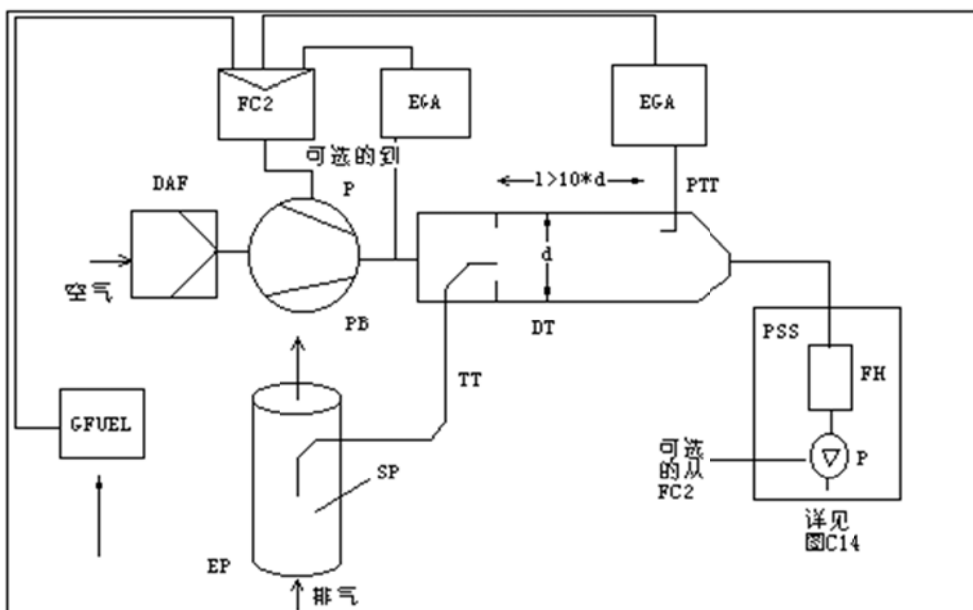 FC2
EGA
EGA
可选的到
P
DAF
l>10*d
PTT
d
空气
PB
DT
PSS
FH
TT
GFUEL
可选
的从
FC2
P
SP
详见
图C14
EP
排气